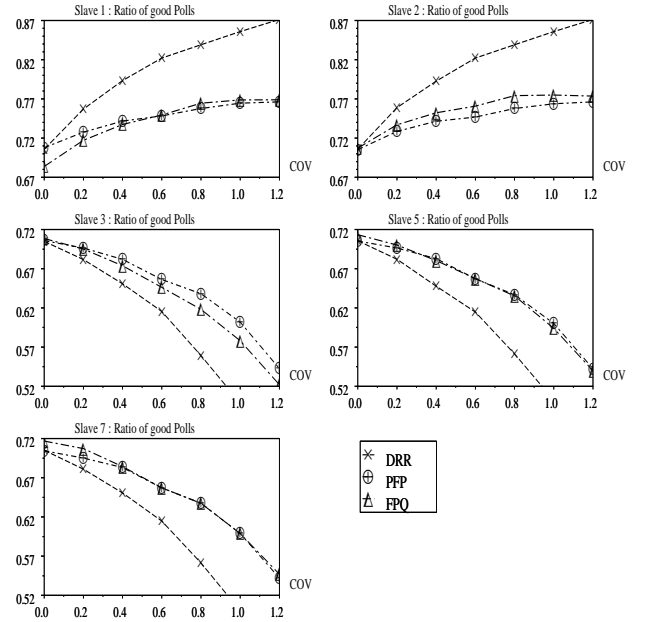 Slave 1 : Ratio of good Polls
0.87
0.82
0.77
0.72
0.67
COV
0.0 0.2 0.4 0.6 0.8 1.0 1.2
Slave 2 : Ratio of good Polls
0.87
0.82
0.77
0.72
0.67
COV
0.0 0.2 0.4 0.6 0.8 1.0 1.2
Slave 3 : Ratio of good Polls
0.72
0.67
0.62
0.57
0.52
COV
0.0 0.2 0.4 0.6 0.8 1.0 1.2
Slave 5 : Ratio of good Polls
0.72
0.67
0.62
0.57
0.52
COV
0.0 0.2 0.4 0.6 0.8 1.0 1.2
Slave 7 : Ratio of good Polls
0.72
0.67
0.62
0.57
0.52
COV
0.0 0.2 0.4 0.6 0.8 1.0 1.2
DRR
PFP
FPQ